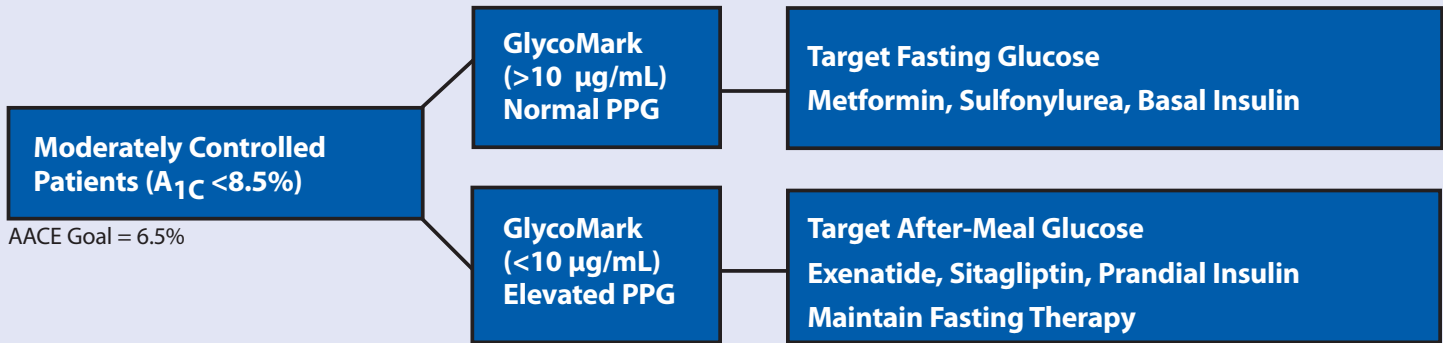 Moderately Controlled
Patients (A1C <8.5%)
AACE Goal = 6.5%
GlycoMark
(>10 µg/mL)
Normal PPG
Target Fasting Glucose
Metformin, Sulfonylurea, Basal Insulin
GlycoMark
(<10 µg/mL)
Elevated PPG
Target After-Meal Glucose
Exenatide, Sitagliptin, Prandial Insulin
Maintain Fasting Therapy